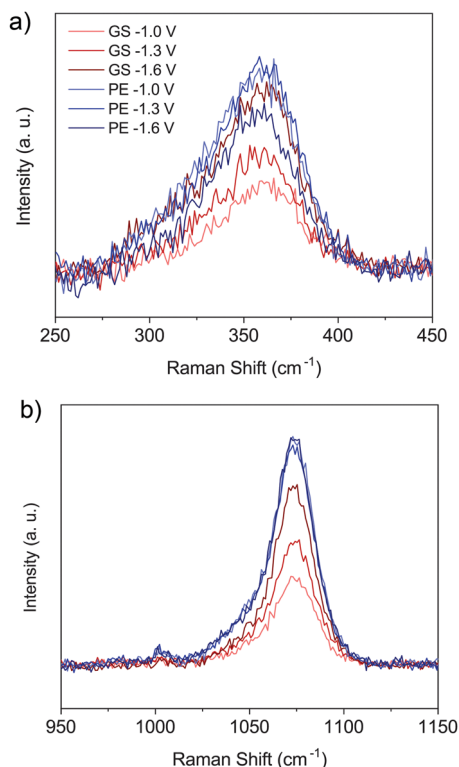 a)
GS -1.0 V
GS -1.3 V
GS -1.6 V
PE -1.0 V
PE -1.3 V
PE -1.6 V
Intensity (a. u.)
250 300 350 400 450
Raman Shift (cm⁻¹)
b)
Intensity (a. u.)
950 1000 1050 1100 1150
Raman Shift (cm⁻¹)